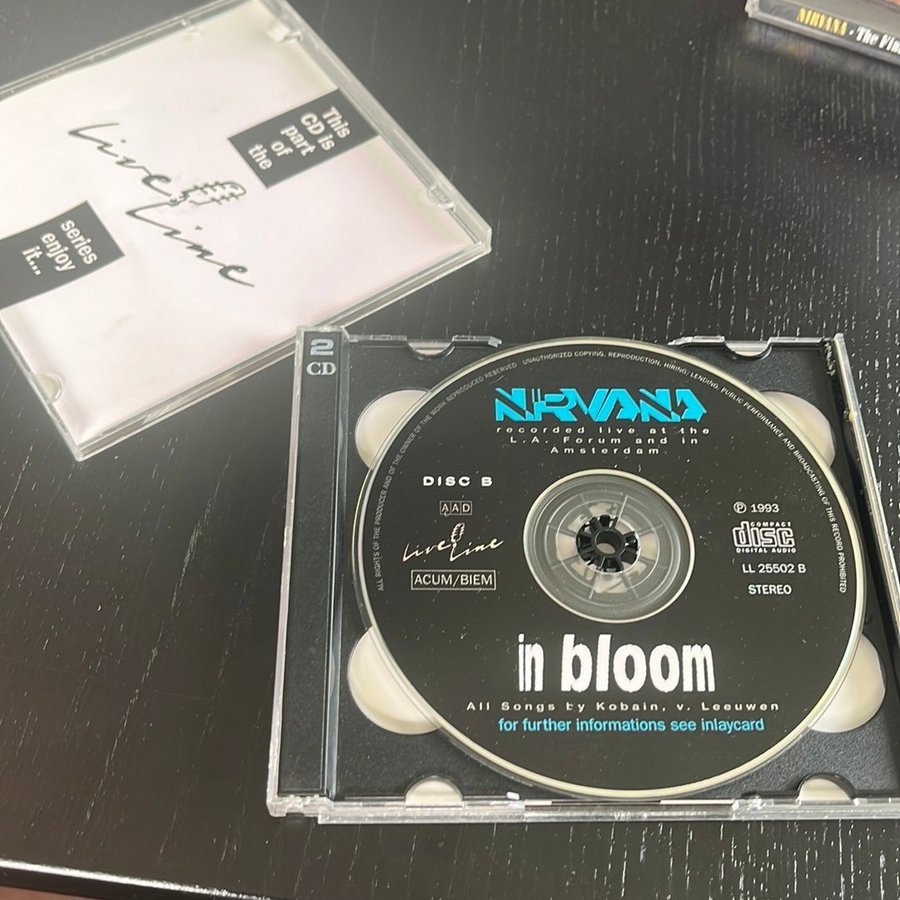 NIRVANA - The Fin
This
CD is
part
of
the
Live Line
series
enjoy
it...
2
CD
ALL RIGHTS OF THE PRODUCER AND OF THE OWNER OF THE WORK REPRODUCED RESERVED   UNAUTHORIZED COPYING, REPRODUCTION, HIRING, LENDING, PUBLIC PERFORMANCE AND BROADCASTING OF THIS RECORD PROHIBITED
NIRVANA
recorded live at the
L.A. Forum and in
Amsterdam
DISC B
AAD
Live Line
ACUM/BIEM
℗ 1993
COMPACT
disc
DIGITAL AUDIO
LL 25502 B
STEREO
in bloom
All Songs by Kobain, v. Leeuwen
for further informations see inlaycard